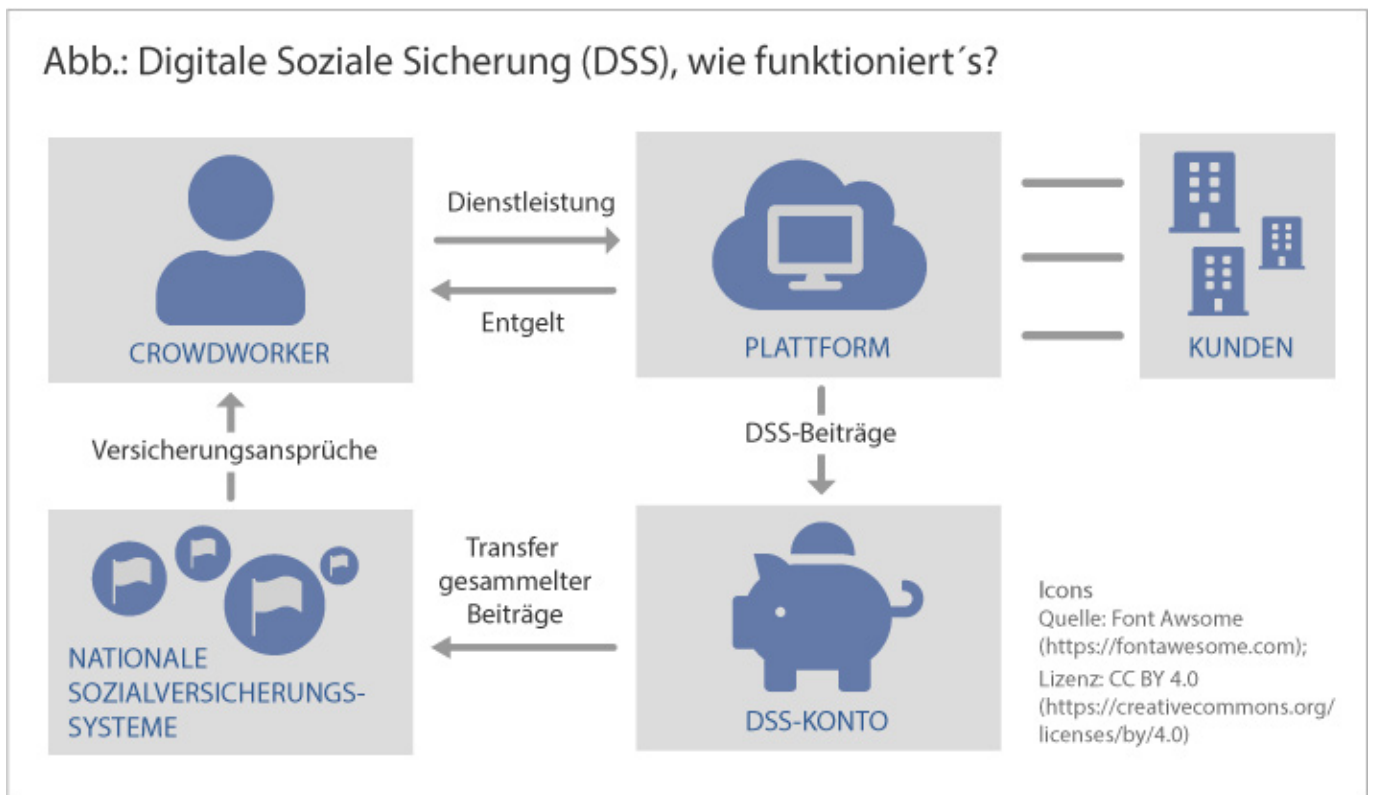 Abb.: Digitale Soziale Sicherung (DSS), wie funktioniert´s?
Dienstleistung
Entgelt
CROWDWORKER
PLATTFORM
KUNDEN
Versicherungsansprüche
DSS-Beiträge
Transfer
gesammelter
Beiträge
NATIONALE
SOZIALVERSICHERUNGS-
SYSTEME
DSS-KONTO
Icons
Quelle: Font Awsome
(https://fontawesome.com);
Lizenz: CC BY 4.0
(https://creativecommons.org/
licenses/by/4.0)